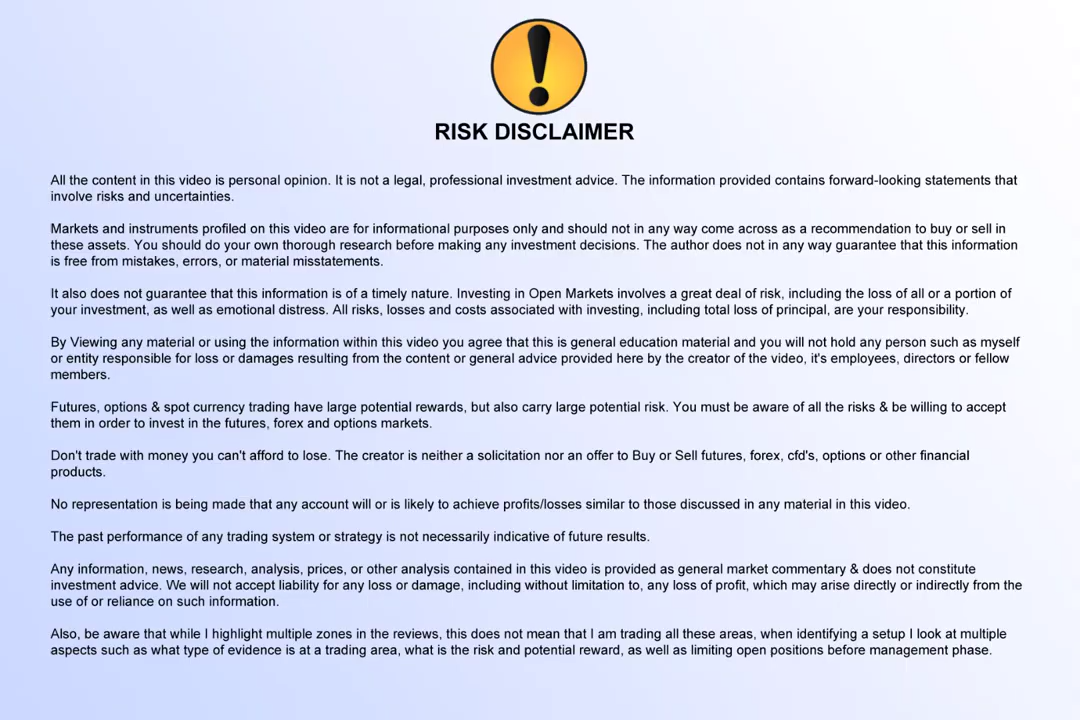 RISK DISCLAIMER
All the content in this video is personal opinion. It is not a legal, professional investment advice. The information provided contains forward-looking statements that
involve risks and uncertainties.
Markets and instruments profiled on this video are for informational purposes only and should not in any way come across as a recommendation to buy or sell in
these assets. You should do your own thorough research before making any investment decisions. The author does not in any way guarantee that this information
is free from mistakes, errors, or material misstatements.
It also does not guarantee that this information is of a timely nature. Investing in Open Markets involves a great deal of risk, including the loss of all or a portion of
your investment, as well as emotional distress. All risks, losses and costs associated with investing, including total loss of principal, are your responsibility.
By Viewing any material or using the information within this video you agree that this is general education material and you will not hold any person such as myself
or entity responsible for loss or damages resulting from the content or general advice provided here by the creator of the video, it's employees, directors or fellow
members.
Futures, options & spot currency trading have large potential rewards, but also carry large potential risk. You must be aware of all the risks & be willing to accept
them in order to invest in the futures, forex and options markets.
Don't trade with money you can't afford to lose. The creator is neither a solicitation nor an offer to Buy or Sell futures, forex, cfd's, options or other financial
products.
No representation is being made that any account will or is likely to achieve profits/losses similar to those discussed in any material in this video.
The past performance of any trading system or strategy is not necessarily indicative of future results.
Any information, news, research, analysis, prices, or other analysis contained in this video is provided as general market commentary & does not constitute
investment advice. We will not accept liability for any loss or damage, including without limitation to, any loss of profit, which may arise directly or indirectly from the
use of or reliance on such information.
Also, be aware that while I highlight multiple zones in the reviews, this does not mean that I am trading all these areas, when identifying a setup I look at multiple
aspects such as what type of evidence is at a trading area, what is the risk and potential reward, as well as limiting open positions before management phase.